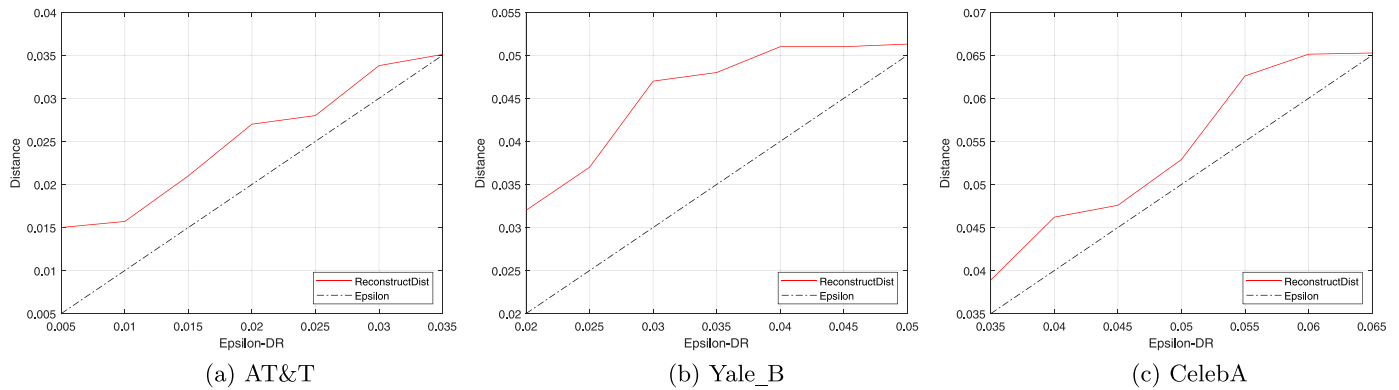 0.04
0.035
0.03
0.025
0.02
0.015
0.01
0.005
Distance
0.005 0.01 0.015 0.02 0.025 0.03 0.035
Epsilon-DR
ReconstructDist
Epsilon
(a) AT&T
0.055
0.05
0.045
0.04
0.035
0.03
0.025
0.02
Distance
0.02 0.025 0.03 0.035 0.04 0.045 0.05
Epsilon-DR
ReconstructDist
Epsilon
(b) Yale_B
0.07
0.065
0.06
0.055
0.05
0.045
0.04
0.035
Distance
0.035 0.04 0.045 0.05 0.055 0.06 0.065
Epsilon-DR
ReconstructDist
Epsilon
(c) CelebA